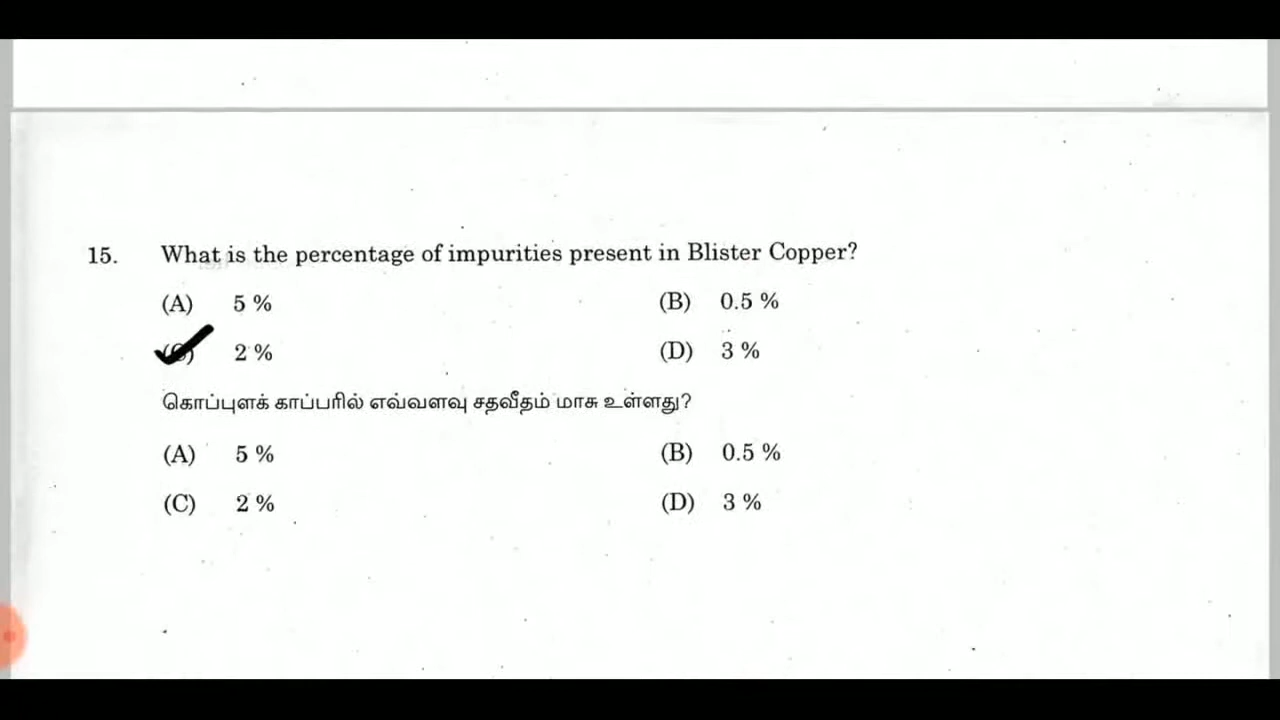 15. What is the percentage of impurities present in Blister Copper?
(A) 5 % (B) 0.5 %
(C) 2 % (D) 3 %
கொப்புளக் காப்பரில் எவ்வளவு சதவீதம் மாசு உள்ளது?
(A) 5 % (B) 0.5 %
(C) 2 % (D) 3 %